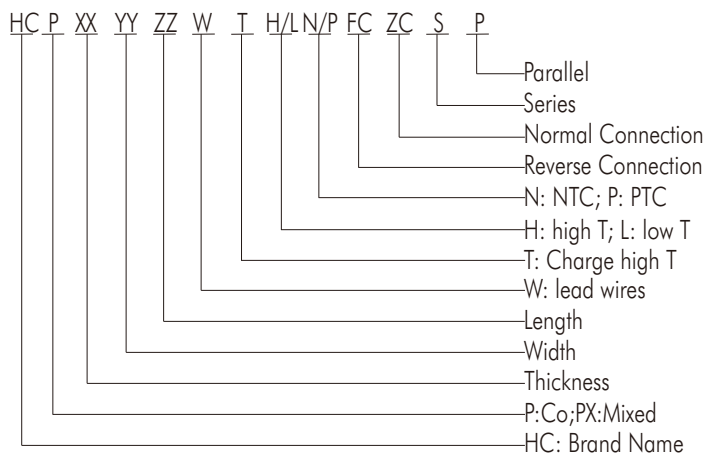 HC P XX YY ZZ W T H/L N/P FC ZC S P
Parallel
Series
Normal Connection
Reverse Connection
N: NTC; P: PTC
H: high T; L: low T
T: Charge high T
W: lead wires
Length
Width
Thickness
P:Co;PX:Mixed
HC: Brand Name